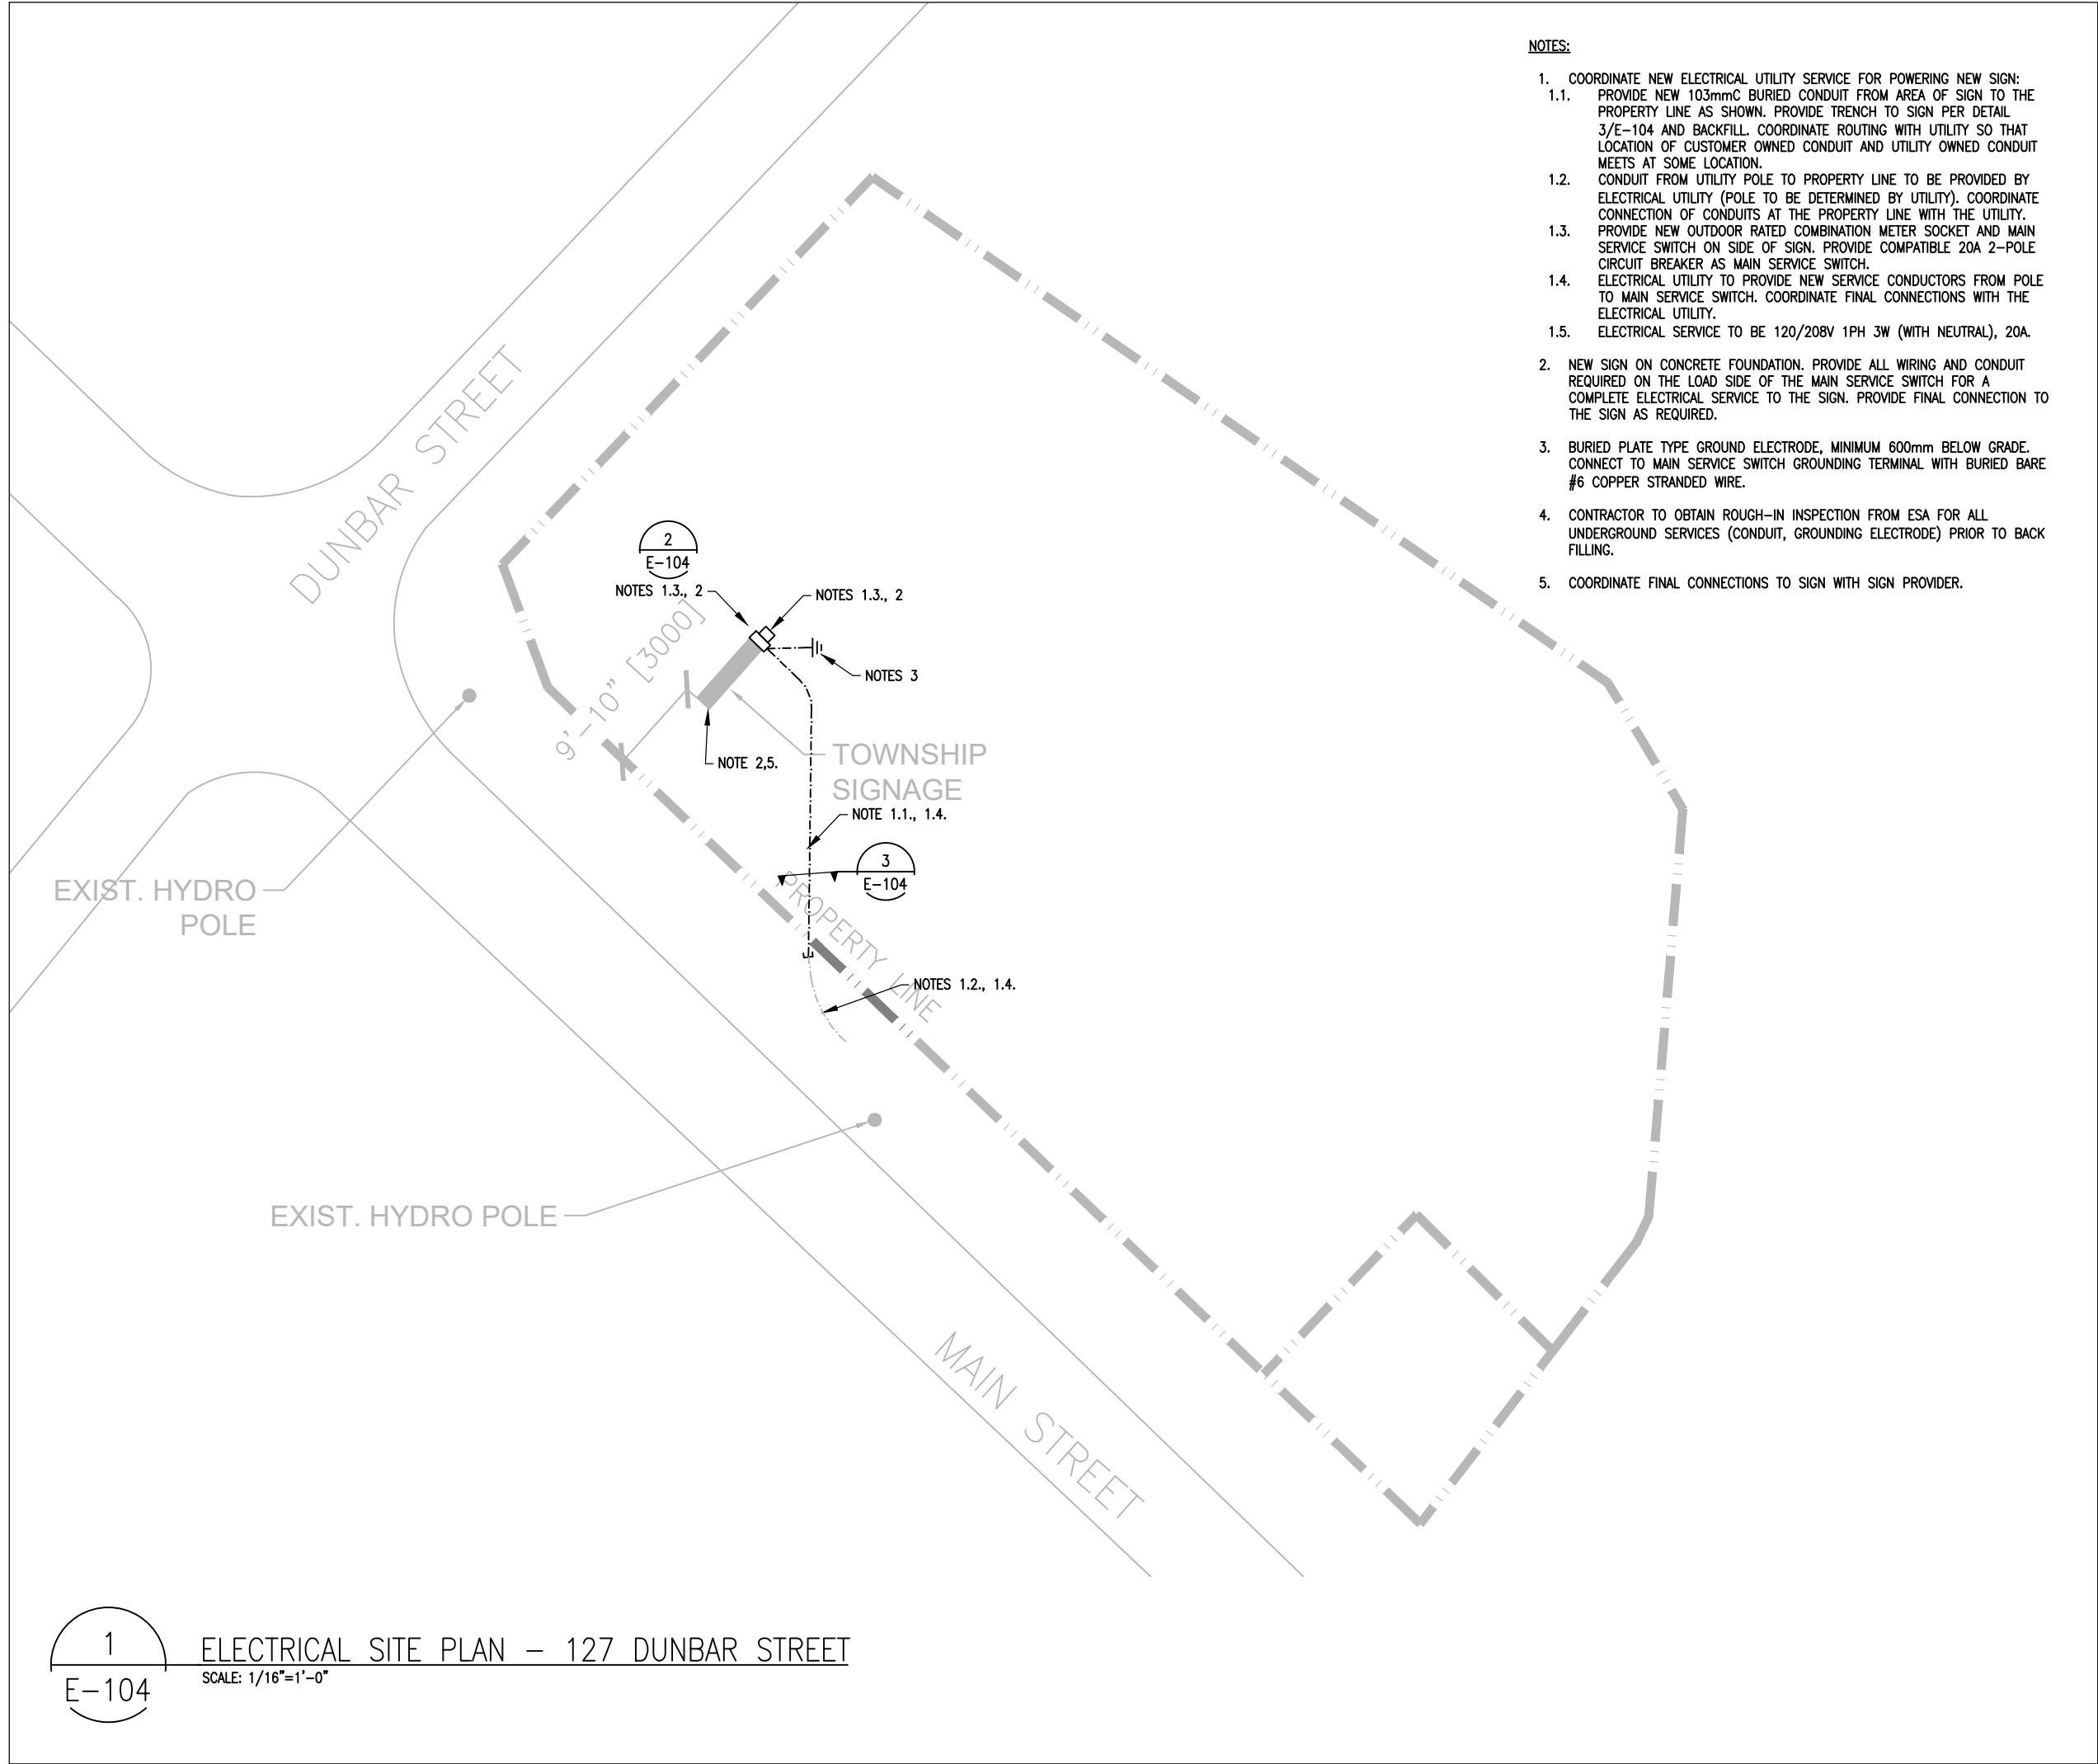 NOTES:
1. COORDINATE NEW ELECTRICAL UTILITY SERVICE FOR POWERING NEW SIGN:
1.1. PROVIDE NEW 103mmC BURIED CONDUIT FROM AREA OF SIGN TO THE
PROPERTY LINE AS SHOWN. PROVIDE TRENCH TO SIGN PER DETAIL
3/E-104 AND BACKFILL. COORDINATE ROUTING WITH UTILITY SO THAT
LOCATION OF CUSTOMER OWNED CONDUIT AND UTILITY OWNED CONDUIT
MEETS AT SOME LOCATION.
1.2. CONDUIT FROM UTILITY POLE TO PROPERTY LINE TO BE PROVIDED BY
ELECTRICAL UTILITY (POLE TO BE DETERMINED BY UTILITY). COORDINATE
CONNECTION OF CONDUITS AT THE PROPERTY LINE WITH THE UTILITY.
1.3. PROVIDE NEW OUTDOOR RATED COMBINATION METER SOCKET AND MAIN
SERVICE SWITCH ON SIDE OF SIGN. PROVIDE COMPATIBLE 20A 2-POLE
CIRCUIT BREAKER AS MAIN SERVICE SWITCH.
1.4. ELECTRICAL UTILITY TO PROVIDE NEW SERVICE CONDUCTORS FROM POLE
TO MAIN SERVICE SWITCH. COORDINATE FINAL CONNECTIONS WITH THE
ELECTRICAL UTILITY.
1.5. ELECTRICAL SERVICE TO BE 120/208V 1PH 3W (WITH NEUTRAL), 20A.
2. NEW SIGN ON CONCRETE FOUNDATION. PROVIDE ALL WIRING AND CONDUIT
REQUIRED ON THE LOAD SIDE OF THE MAIN SERVICE SWITCH FOR A
COMPLETE ELECTRICAL SERVICE TO THE SIGN. PROVIDE FINAL CONNECTION TO
THE SIGN AS REQUIRED.
3. BURIED PLATE TYPE GROUND ELECTRODE, MINIMUM 600mm BELOW GRADE.
CONNECT TO MAIN SERVICE SWITCH GROUNDING TERMINAL WITH BURIED BARE
#6 COPPER STRANDED WIRE.
4. CONTRACTOR TO OBTAIN ROUGH-IN INSPECTION FROM ESA FOR ALL
UNDERGROUND SERVICES (CONDUIT, GROUNDING ELECTRODE) PRIOR TO BACK
FILLING.
5. COORDINATE FINAL CONNECTIONS TO SIGN WITH SIGN PROVIDER.
DUNBAR STREET
2
E-104
NOTES 1.3., 2
NOTES 1.3., 2
9'-10" [3000]
NOTES 3
NOTE 2,5.
TOWNSHIP
SIGNAGE
NOTE 1.1., 1.4.
3
E-104
EXIST. HYDRO
POLE
PROPERTY LINE
NOTES 1.2., 1.4.
EXIST. HYDRO POLE
MAIN STREET
1
E-104
ELECTRICAL SITE PLAN - 127 DUNBAR STREET
SCALE: 1/16"=1'-0"